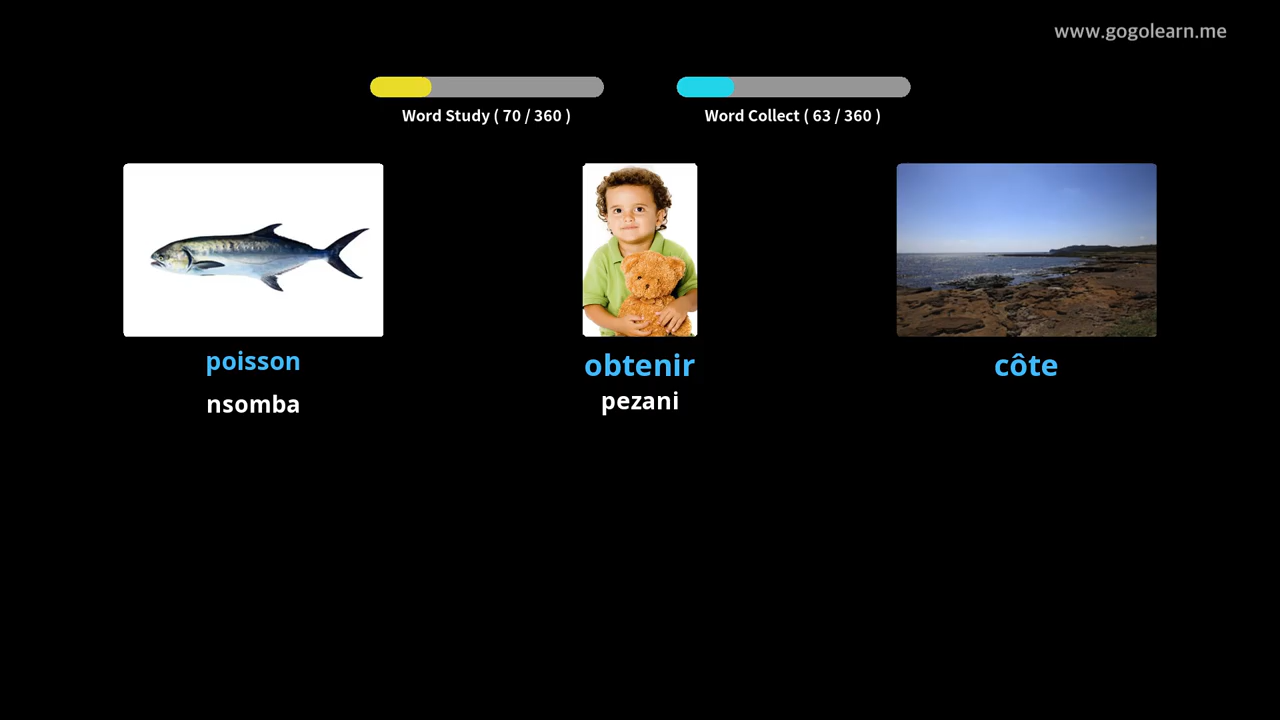 www.gogolearn.me
Word Study ( 70 / 360 )
Word Collect ( 63 / 360 )
poisson
nsomba
obtenir
pezani
côte